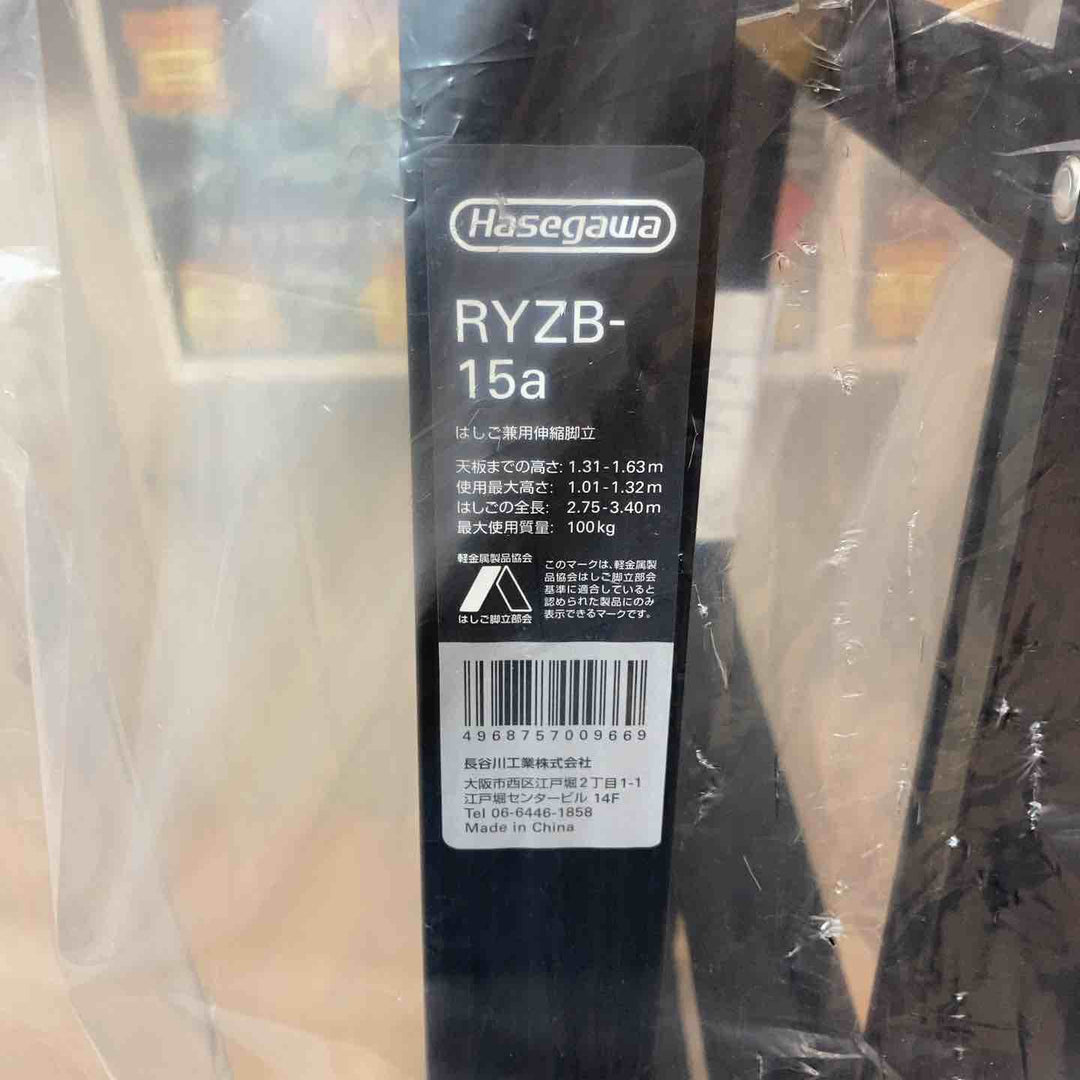 Hasegawa
RYZB-
15a
はしご兼用伸縮脚立
天板までの高さ: 1.31-1.63m
使用最大高さ: 1.01-1.32m
はしごの全長: 2.75-3.40m
最大使用質量: 100kg
軽金属製品協会
はしご脚立部会
このマークは、軽金属製
品協会はしご脚立部会
基準に適合していると
認められた製品にのみ
表示できるマークです。
4968757009669
長谷川工業株式会社
大阪市西区江戸堀2丁目1-1
江戸堀センタービル 14F
Tel 06-6446-1858
Made in China